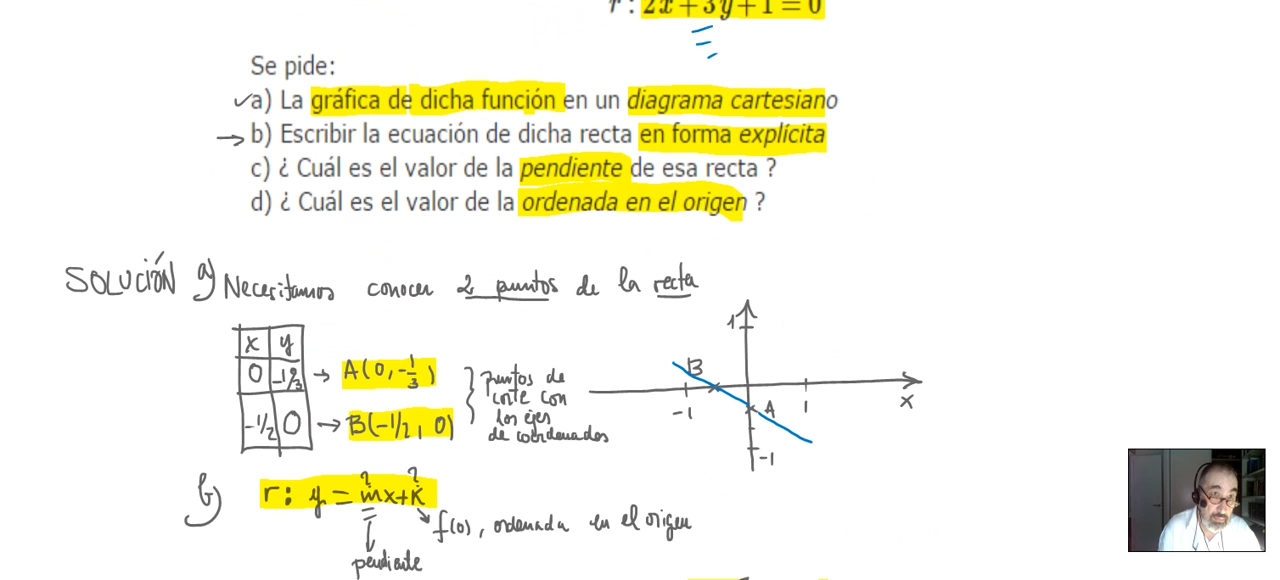 r : 2x+3y+1=0
Se pide:
a) La gráfica de dicha función en un diagrama cartesiano
b) Escribir la ecuación de dicha recta en forma explícita
c) ¿ Cuál es el valor de la pendiente de esa recta ?
d) ¿ Cuál es el valor de la ordenada en el origen ?
SOLUCIÓN a) Necesitamos conocer 2 puntos de la recta
x y
0 -1/3 → A(0,-1/3)
-1/2 0 → B(-1/2, 0)
puntos de
corte con
los ejes
de coordenadas
1
B
-1
A
1
x
-1
b) r: y = mx+k
? ?
f(0), ordenada en el origen
pendiente